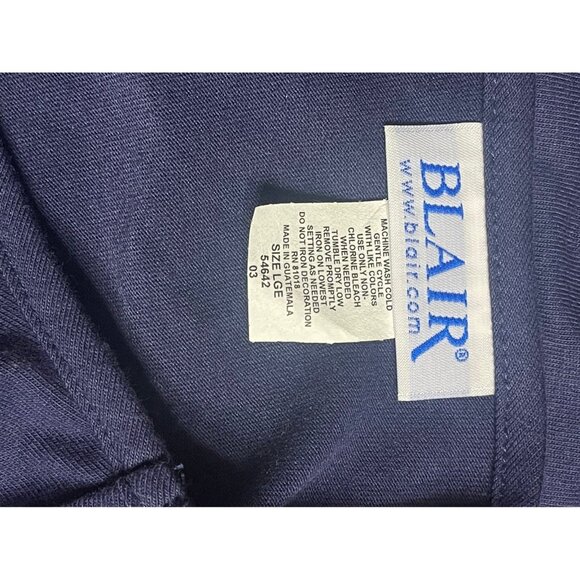 BLAIR®
www.blair.com
MACHINE WASH COLD
GENTLE CYCLE
WITH LIKE COLORS
USE ONLY NON-
CHLORINE BLEACH
WHEN NEEDED
TUMBLE DRY LOW
REMOVE PROMPTLY
IRON ON LOWEST
SETTING AS NEEDED
DO NOT IRON DECORATION
RN 81018
MADE IN GUATEMALA
SIZE LGE
54642
03